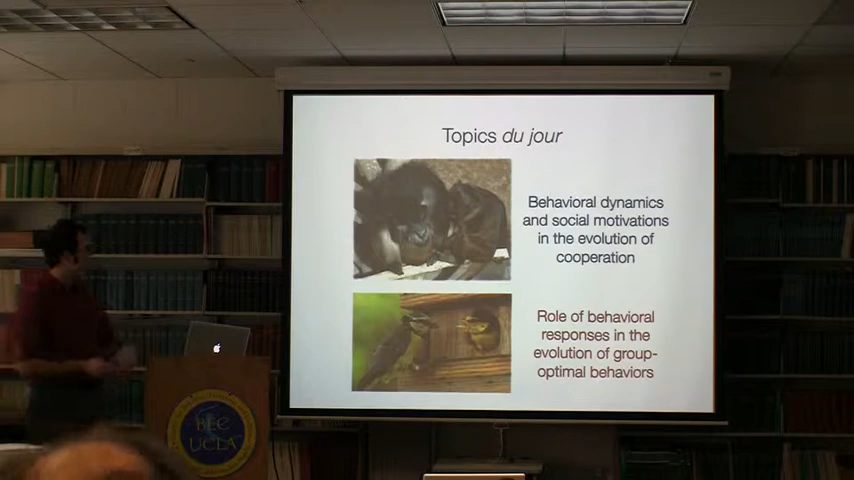 Topics du jour
Behavioral dynamics
and social motivations
in the evolution of
cooperation
Role of behavioral
responses in the
evolution of group-
optimal behaviors
BEC
UCLA